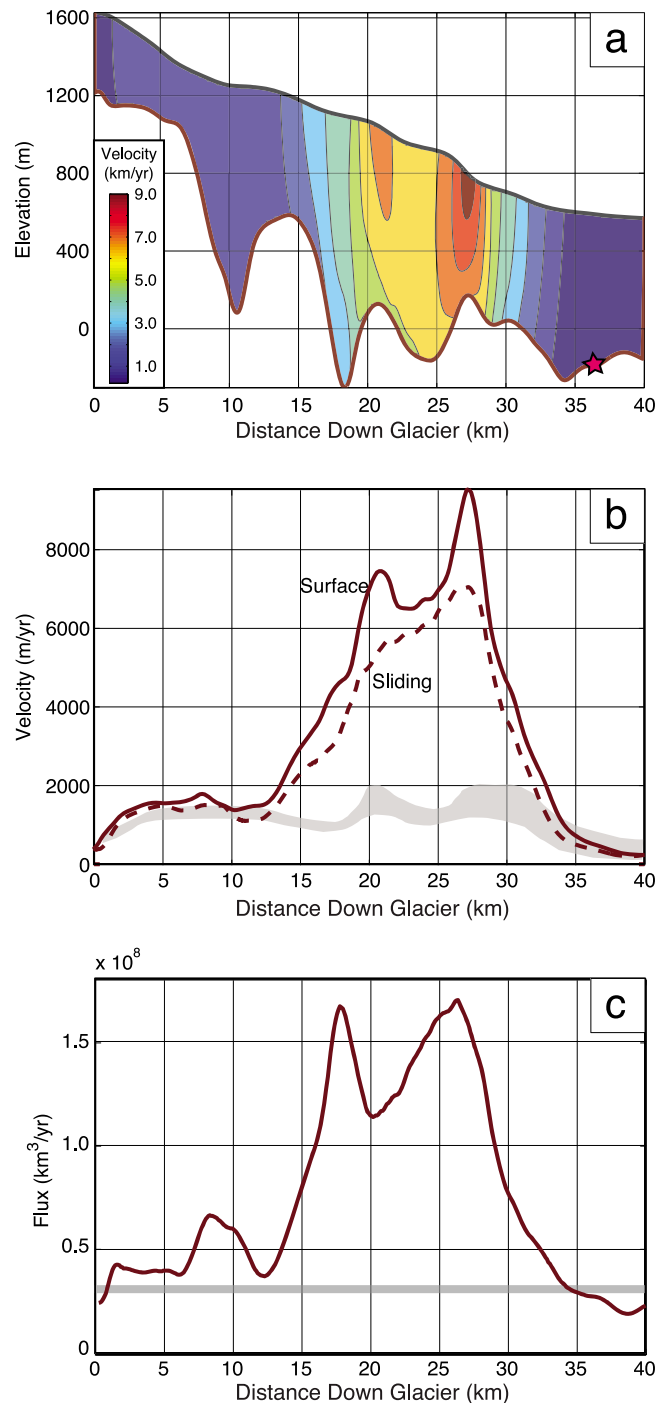 a
1600
1200
800
400
0
Elevation (m)
Velocity
(km/yr)
9.0
7.0
5.0
3.0
1.0
0 5 10 15 20 25 30 35 40
Distance Down Glacier (km)
b
8000
6000
4000
2000
0
Velocity (m/yr)
Surface
Sliding
0 5 10 15 20 25 30 35 40
Distance Down Glacier (km)
x 10⁸
c
1.5
1.0
0.5
0
Flux (km³/yr)
0 5 10 15 20 25 30 35 40
Distance Down Glacier (km)